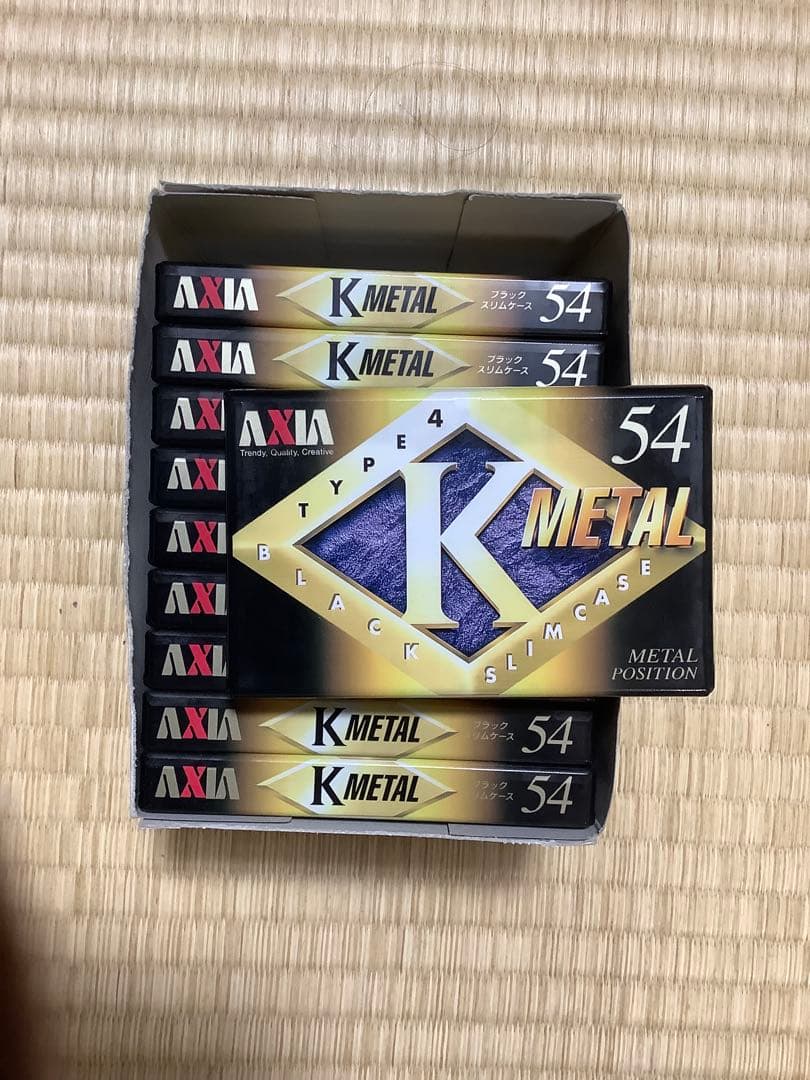 AXIA K METAL ブラック スリムケース 54
AXIA K METAL ブラック スリムケース 54
AXIA
AXIA
AXIA
AXIA
AXIA
AXIA
Trendy, Quality, Creative
TYPE 4
54
K METAL
BLACK SLIMCASE
METAL
POSITION
AXIA K METAL ブラック スリムケース 54
AXIA K METAL ブラック スリムケース 54